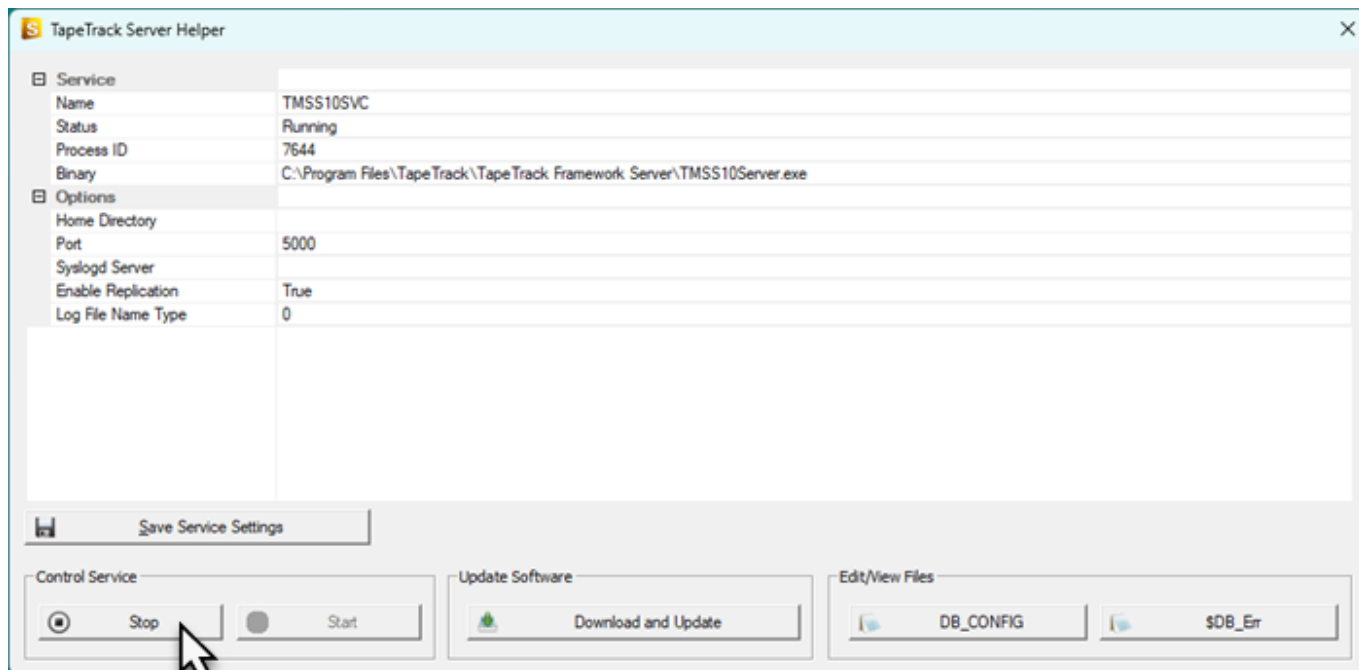 TapeTrack Server Helper
Service
Name TMSS10SVC
Status Running
Process ID 7644
Binary C:\Program Files\TapeTrack\TapeTrack Framework Server\TMSS10Server.exe
Options
Home Directory
Port 5000
Syslogd Server
Enable Replication True
Log File Name Type 0
Save Service Settings
Control Service Update Software Edit/View Files
Stop Start Download and Update DB_CONFIG $DB_Err